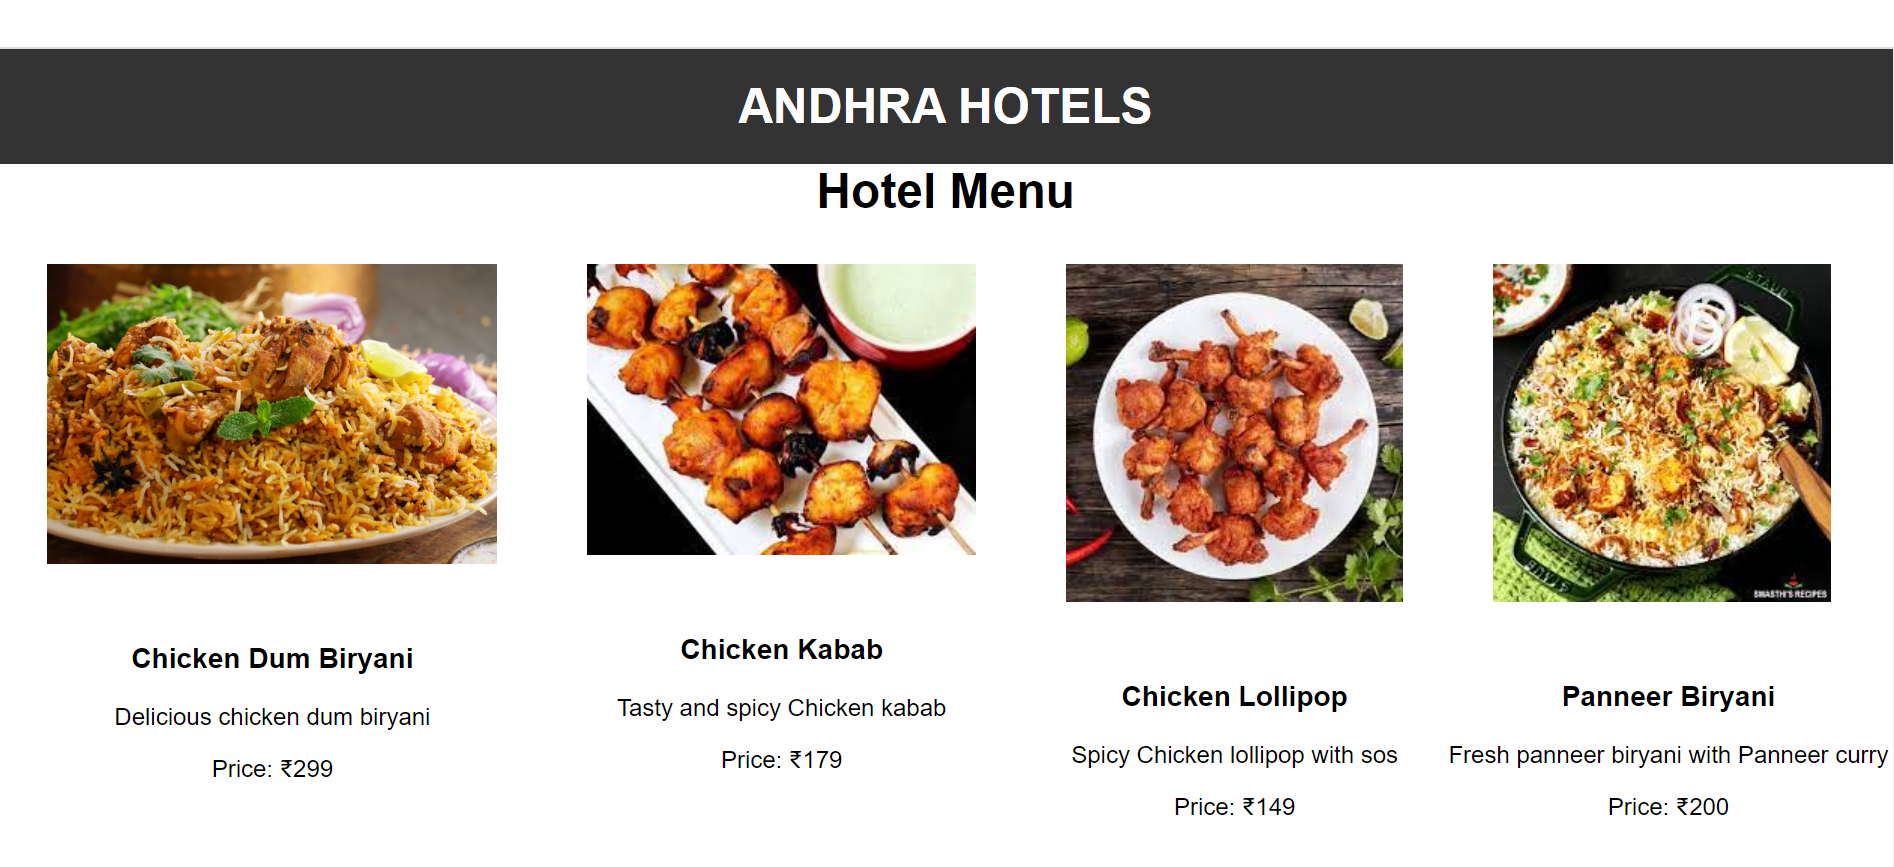 ANDHRA HOTELS
Hotel Menu
STAUB
STAUB
SWASTHI'S RECIPES
Chicken Dum Biryani
Delicious chicken dum biryani
Price: ₹299
Chicken Kabab
Tasty and spicy Chicken kabab
Price: ₹179
Chicken Lollipop
Spicy Chicken lollipop with sos
Price: ₹149
Panneer Biryani
Fresh panneer biryani with Panneer curry
Price: ₹200